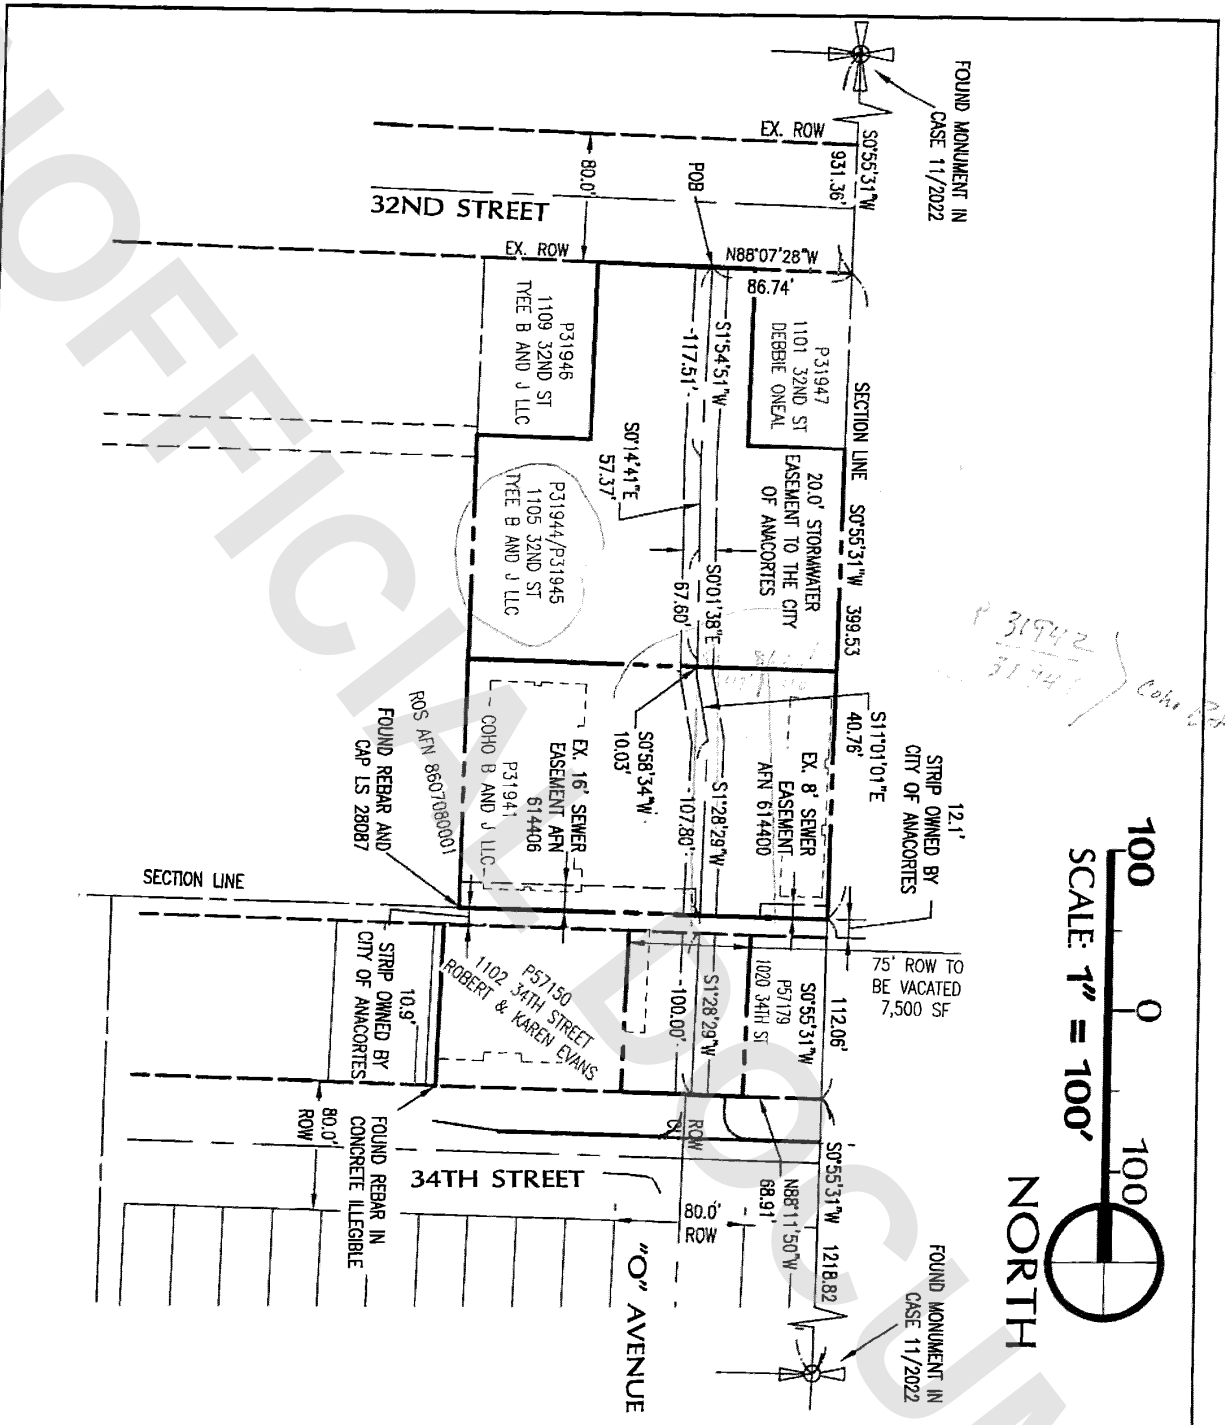 FOUND MONUMENT IN
CASE 11/2022
EX. ROW
S0°55'31"W
931.36'
80.0'
POB
32ND STREET
EX. ROW
N88°07'28"W
86.74'
P31946
1109 32ND ST
TYEE B AND J LLC
P31947
1101 32ND ST
DEBBIE ONEAL
S1°54'51"W
117.51'
SECTION LINE S0°55'31"W 399.53
S0°14'41"E
57.37'
20.0' STORMWATER
EASEMENT TO THE CITY
OF ANACORTES
P31944/P31945
1105 32ND ST
TYEE B AND J LLC
S0°01'38"E
67.60'
P 31942
S11°01'01"E
40.76'
S0°58'34"W
10.03'
12.1'
STRIP OWNED BY
CITY OF ANACORTES
EX. 8' SEWER
EASEMENT
AFN 614400
S1°28'29"W
107.80'
EX. 16' SEWER
EASEMENT AFN
614406
P31941
COHO B AND J LLC
ROS AFN 8607080001
FOUND REBAR AND
CAP LS 28087
SECTION LINE
100 0 100
SCALE 1" = 100'
NORTH
75' ROW TO
BE VACATED
7,500 SF
112.06'
S0°55'31"W
P57179
1020 34TH ST
S1°28'29"W
100.00'
P57150
1102 34TH STREET
ROBERT & KAREN EVANS
10.9'
STRIP OWNED BY
CITY OF ANACORTES
FOUND REBAR IN
CONCRETE ILLEGIBLE
80.0'
ROW
34TH STREET
ROW
CL
S0°55'31"W 1218.82
N88°11'50"W
68.91'
80.0'
ROW
"O" AVENUE
FOUND MONUMENT IN
CASE 11/2022
UNOFFICIAL DOCUM